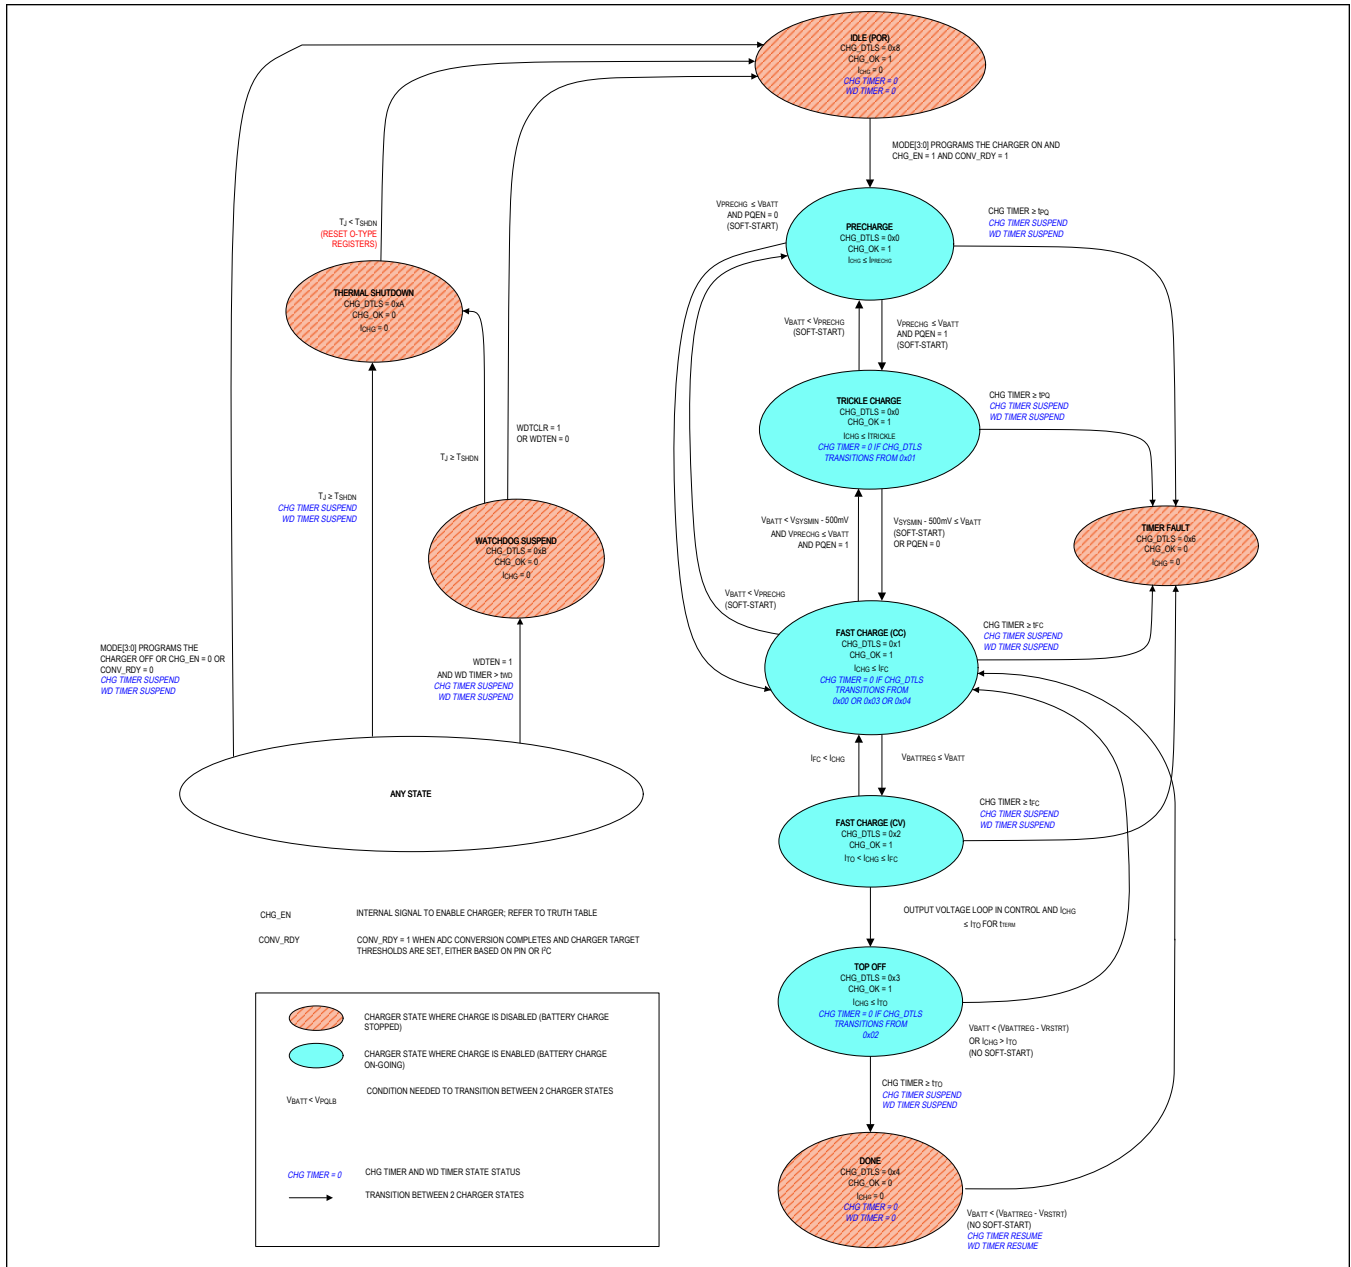 IDLE (POR)
CHG_DTLS = 0x8
CHG_OK = 1
ICHG = 0
CHG TIMER = 0
WD TIMER = 0
MODE[3:0] PROGRAMS THE CHARGER ON AND
CHG_EN = 1 AND CONV_RDY = 1
VPRECHG ≤ VBATT
AND PQEN = 0
(SOFT-START)
PRECHARGE
CHG_DTLS = 0x0
CHG_OK = 1
ICHG ≤ IPRECHG
CHG TIMER ≥ tPQ
CHG TIMER SUSPEND
WD TIMER SUSPEND
TJ < TSHDN
(RESET O-TYPE
REGISTERS)
THERMAL SHUTDOWN
CHG_DTLS = 0xA
CHG_OK = 0
ICHG = 0
VBATT < VPRECHG
(SOFT-START)
VPRECHG ≤ VBATT
AND PQEN = 1
(SOFT-START)
TRICKLE CHARGE
CHG_DTLS = 0x0
CHG_OK = 1
ICHG ≤ ITRICKLE
CHG TIMER = 0 IF CHG_DTLS
TRANSITIONS FROM 0x01
CHG TIMER ≥ tPQ
CHG TIMER SUSPEND
WD TIMER SUSPEND
WDTCLR = 1
OR WDTEN = 0
TJ ≥ TSHDN
TJ ≥ TSHDN
CHG TIMER SUSPEND
WD TIMER SUSPEND
WATCHDOG SUSPEND
CHG_DTLS = 0xB
CHG_OK = 0
ICHG = 0
VBATT < VSYSMIN - 500mV
AND VPRECHG ≤ VBATT
AND PQEN = 1
VSYSMIN - 500mV ≤ VBATT
(SOFT-START)
OR PQEN = 0
TIMER FAULT
CHG_DTLS = 0x6
CHG_OK = 0
ICHG = 0
VBATT < VPRECHG
(SOFT-START)
FAST CHARGE (CC)
CHG_DTLS = 0x1
CHG_OK = 1
ICHG ≤ IFC
CHG TIMER = 0 IF CHG_DTLS
TRANSITIONS FROM
0x00 OR 0x03 OR 0x04
CHG TIMER ≥ tFC
CHG TIMER SUSPEND
WD TIMER SUSPEND
MODE[3:0] PROGRAMS THE
CHARGER OFF OR CHG_EN = 0 OR
CONV_RDY = 0
CHG TIMER SUSPEND
WD TIMER SUSPEND
WDTEN = 1
AND WD TIMER > tWD
CHG TIMER SUSPEND
WD TIMER SUSPEND
IFC < ICHG
VBATTREG ≤ VBATT
ANY STATE
FAST CHARGE (CV)
CHG_DTLS = 0x2
CHG_OK = 1
ITO < ICHG ≤ IFC
CHG TIMER ≥ tFC
CHG TIMER SUSPEND
WD TIMER SUSPEND
OUTPUT VOLTAGE LOOP IN CONTROL AND ICHG
≤ ITO FOR tTERM
CHG_EN INTERNAL SIGNAL TO ENABLE CHARGER; REFER TO TRUTH TABLE
CONV_RDY CONV_RDY = 1 WHEN ADC CONVERSION COMPLETES AND CHARGER TARGET
THRESHOLDS ARE SET, EITHER BASED ON PIN OR I²C
TOP OFF
CHG_DTLS = 0x3
CHG_OK = 1
ICHG ≤ ITO
CHG TIMER = 0 IF CHG_DTLS
TRANSITIONS FROM
0x02
VBATT < (VBATTREG - VRSTRT)
OR ICHG > ITO
(NO SOFT-START)
CHG TIMER ≥ tTO
CHG TIMER SUSPEND
WD TIMER SUSPEND
DONE
CHG_DTLS = 0x4
CHG_OK = 0
ICHG = 0
CHG TIMER = 0
WD TIMER = 0
VBATT < (VBATTREG - VRSTRT)
(NO SOFT-START)
CHG TIMER RESUME
WD TIMER RESUME
CHARGER STATE WHERE CHARGE IS DISABLED (BATTERY CHARGE
STOPPED)
CHARGER STATE WHERE CHARGE IS ENABLED (BATTERY CHARGE
ON-GOING)
VBATT < VPQLB CONDITION NEEDED TO TRANSITION BETWEEN 2 CHARGER STATES
CHG TIMER = 0 CHG TIMER AND WD TIMER STATE STATUS
TRANSITION BETWEEN 2 CHARGER STATES